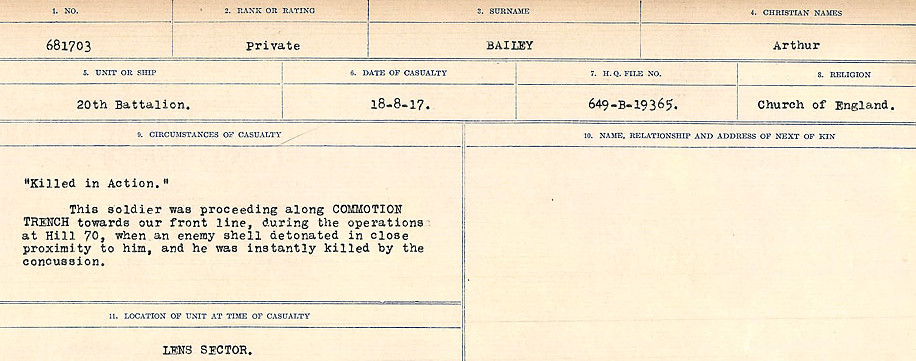 1. NO.
2. RANK OR RATING
3. SURNAME
4. CHRISTIAN NAMES
681703
Private
BAILEY
Arthur
5. UNIT OR SHIP
6. DATE OF CASUALTY
7. H. Q. FILE NO.
8. RELIGION
20th Battalion.
18-8-17.
649-B-19365.
Church of England.
9. CIRCUMSTANCES OF CASUALTY
10. NAME, RELATIONSHIP AND ADDRESS OF NEXT OF KIN
"Killed in Action."
This soldier was proceeding along COMMOTION
TRENCH towards our front line, during the operations
at Hill 70, when an enemy shell detonated in close
proximity to him, and he was instantly killed by the
concussion.
11. LOCATION OF UNIT AT TIME OF CASUALTY
LENS SECTOR.